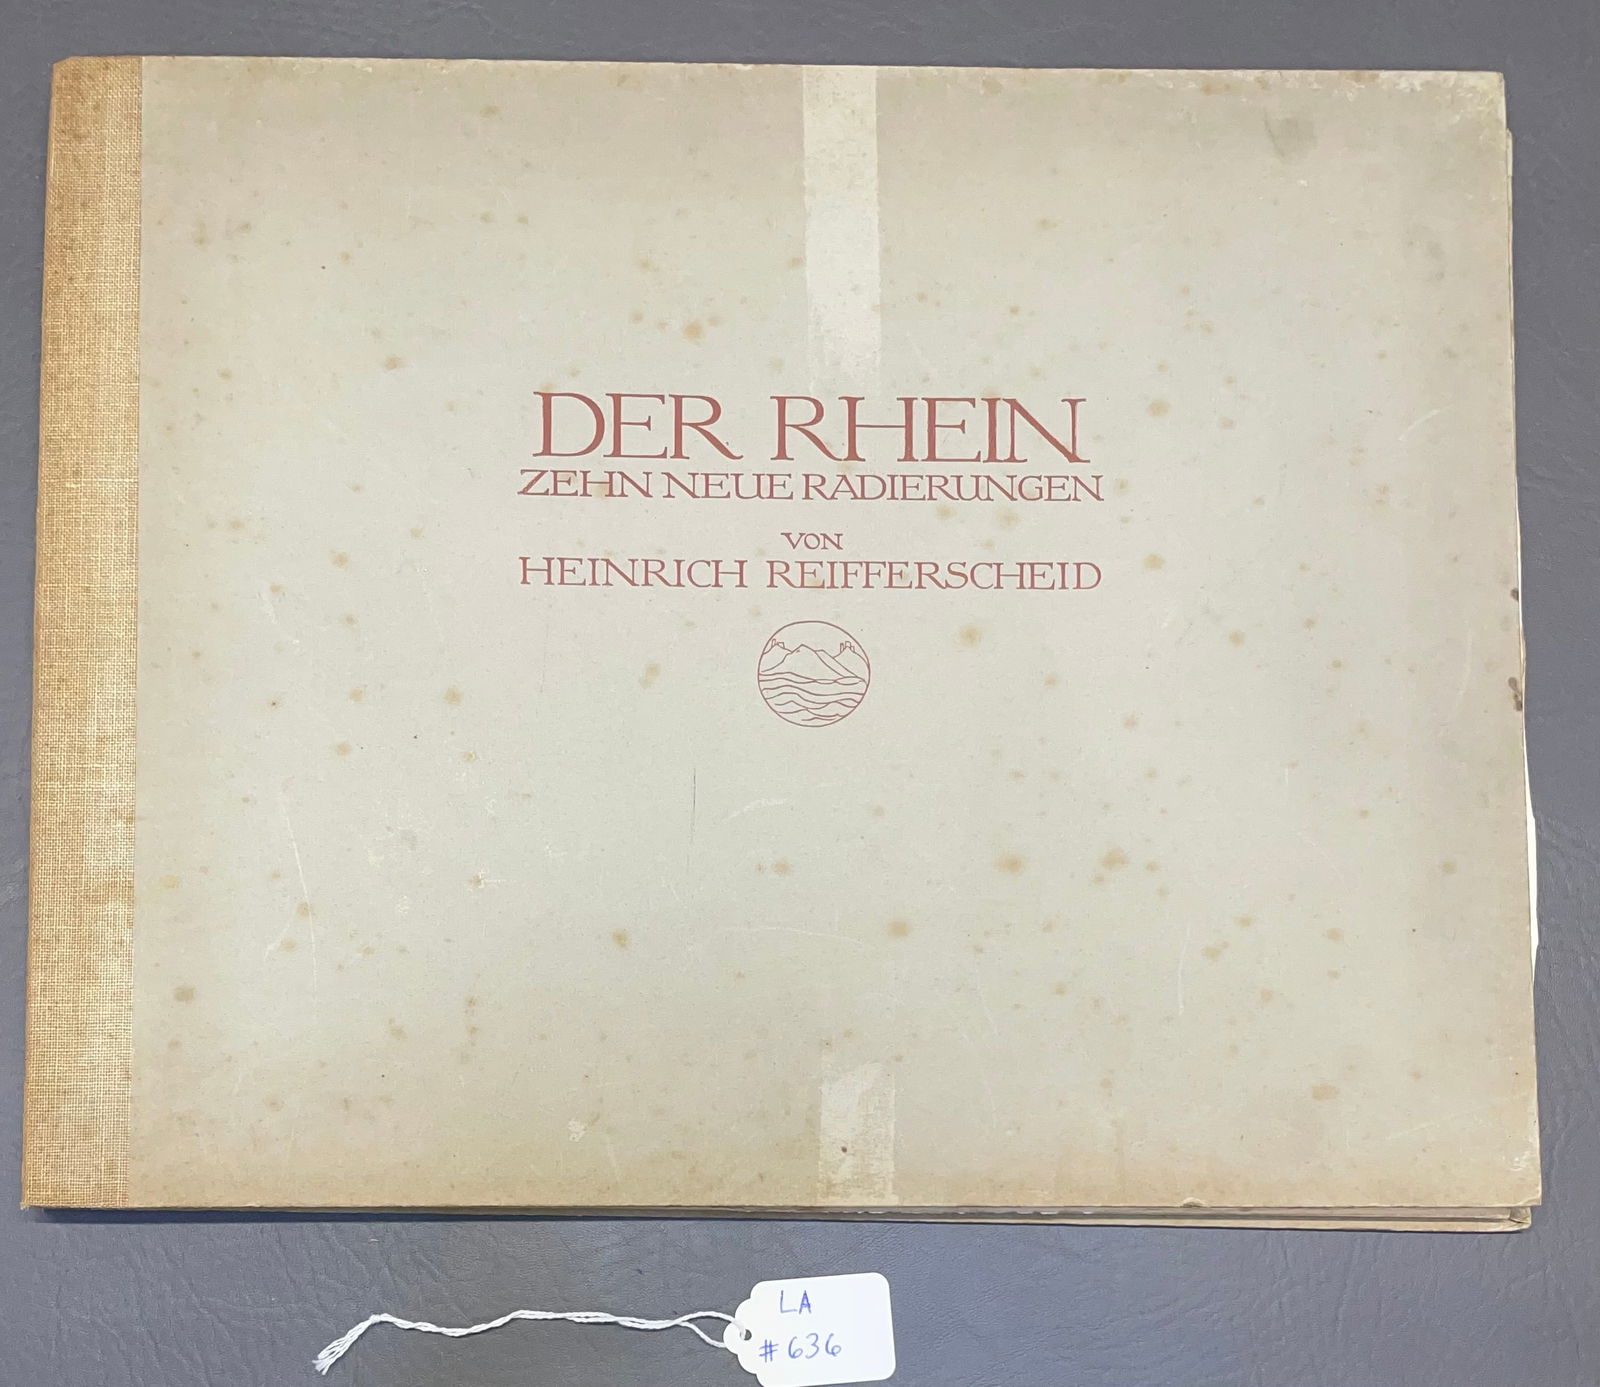 DER RHEIN
ZEHN NEUE RADIERUNGEN
VON
HEINRICH REIFFERSCHEID
LA
#636